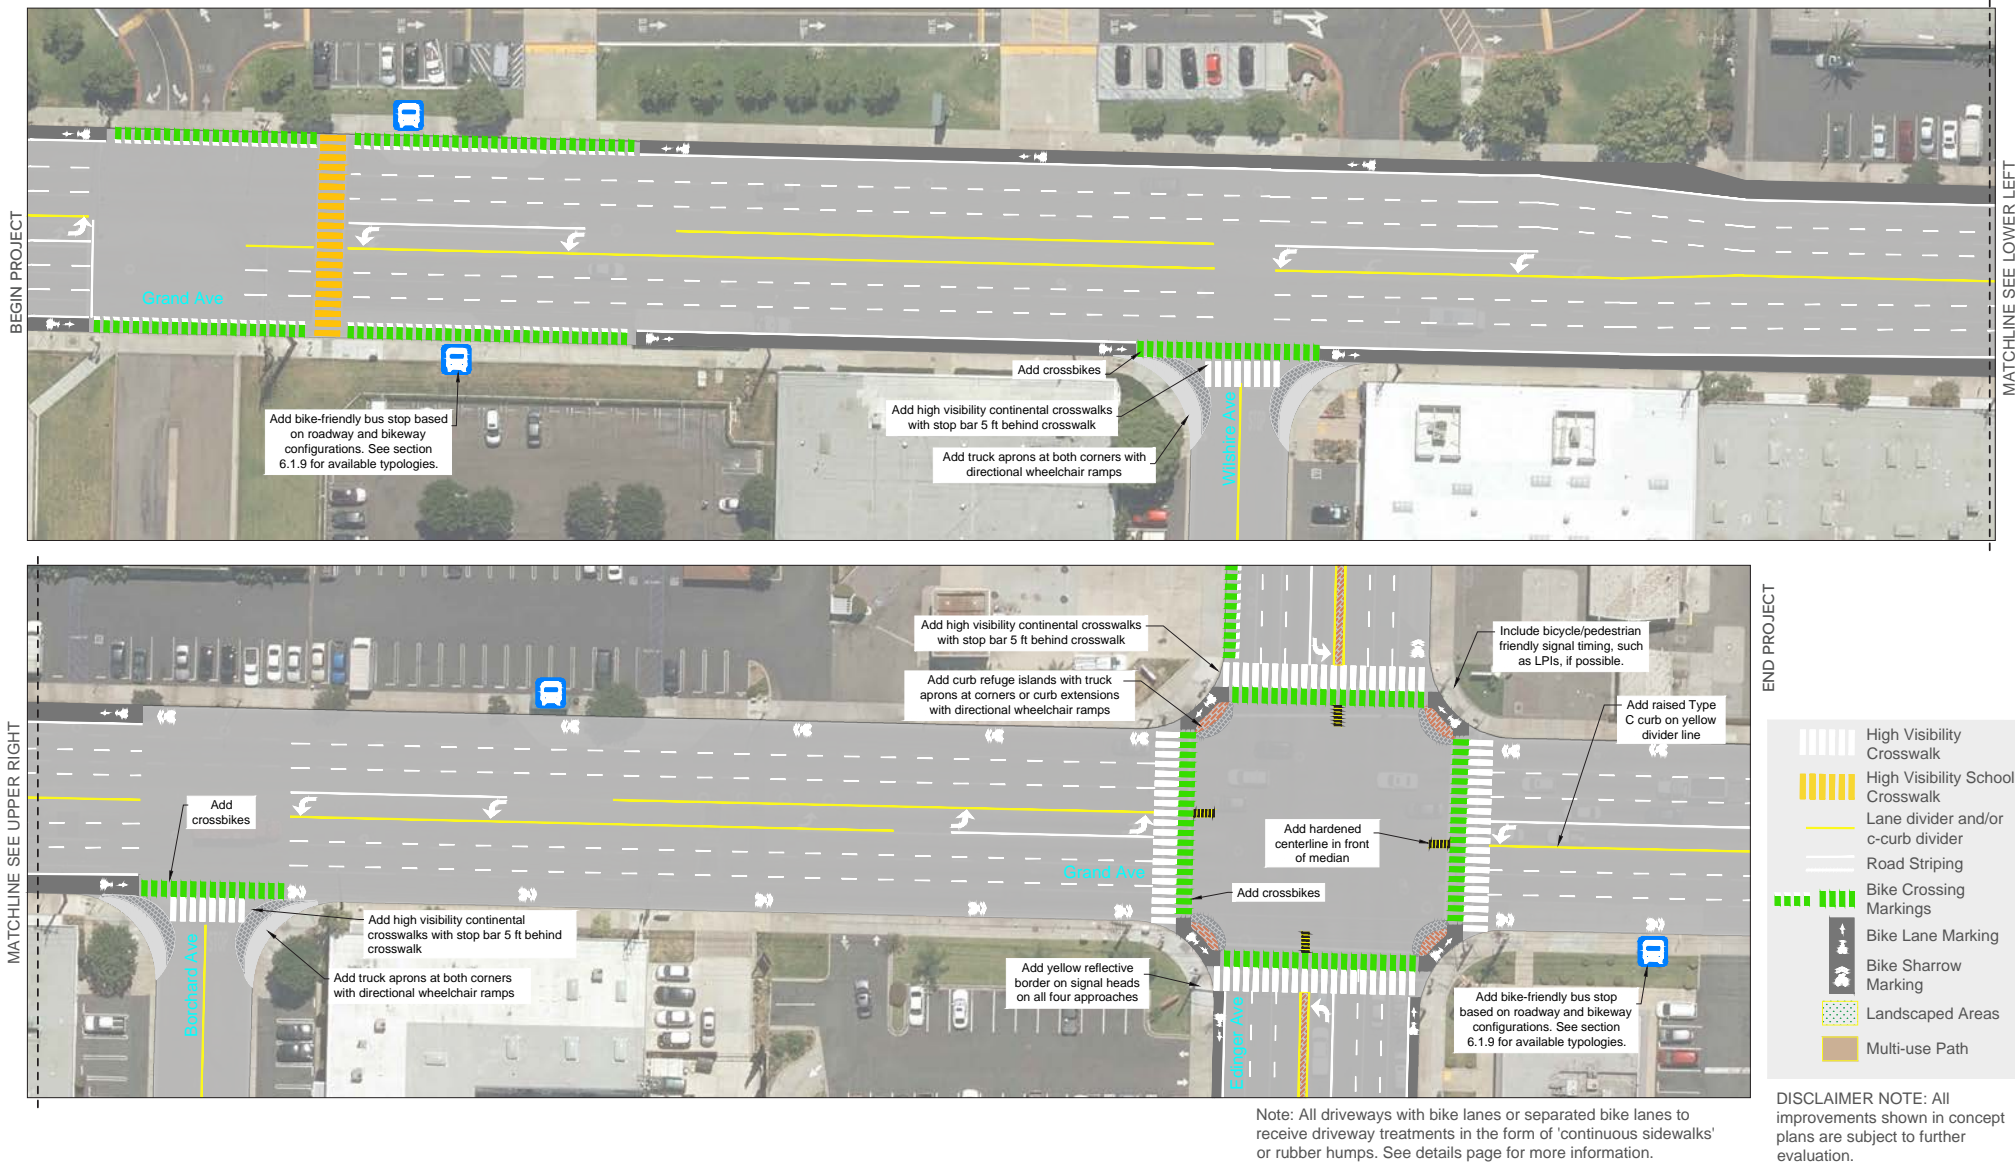 BEGIN PROJECT
Grand Ave
Add bike-friendly bus stop based
on roadway and bikeway
configurations. See section
6.1.9 for available typologies.
Add crossbikes
Add high visibility continental crosswalks
with stop bar 5 ft behind crosswalk
Add truck aprons at both corners with
directional wheelchair ramps
Wilshire Ave
MATCHLINE SEE LOWER LEFT
MATCHLINE SEE UPPER RIGHT
Add
crossbikes
Add high visibility continental
crosswalks with stop bar 5 ft behind
crosswalk
Add truck aprons at both corners
with directional wheelchair ramps
Borchard Ave
Add high visibility continental crosswalks
with stop bar 5 ft behind crosswalk
Add curb refuge islands with truck
aprons at corners or curb extensions
with directional wheelchair ramps
Include bicycle/pedestrian
friendly signal timing, such
as LPIs, if possible.
Add raised Type
C curb on yellow
divider line
Add hardened
centerline in front
of median
Grand Ave
Add crossbikes
Add yellow reflective
border on signal heads
on all four approaches
Edinger Ave
Add bike-friendly bus stop
based on roadway and bikeway
configurations. See section
6.1.9 for available typologies.
END PROJECT
High Visibility
Crosswalk
High Visibility School
Crosswalk
Lane divider and/or
c-curb divider
Road Striping
Bike Crossing
Markings
Bike Lane Marking
Bike Sharrow
Marking
Landscaped Areas
Multi-use Path
Note: All driveways with bike lanes or separated bike lanes to
receive driveway treatments in the form of 'continuous sidewalks'
or rubber humps. See details page for more information.
DISCLAIMER NOTE: All
improvements shown in concept
plans are subject to further
evaluation.